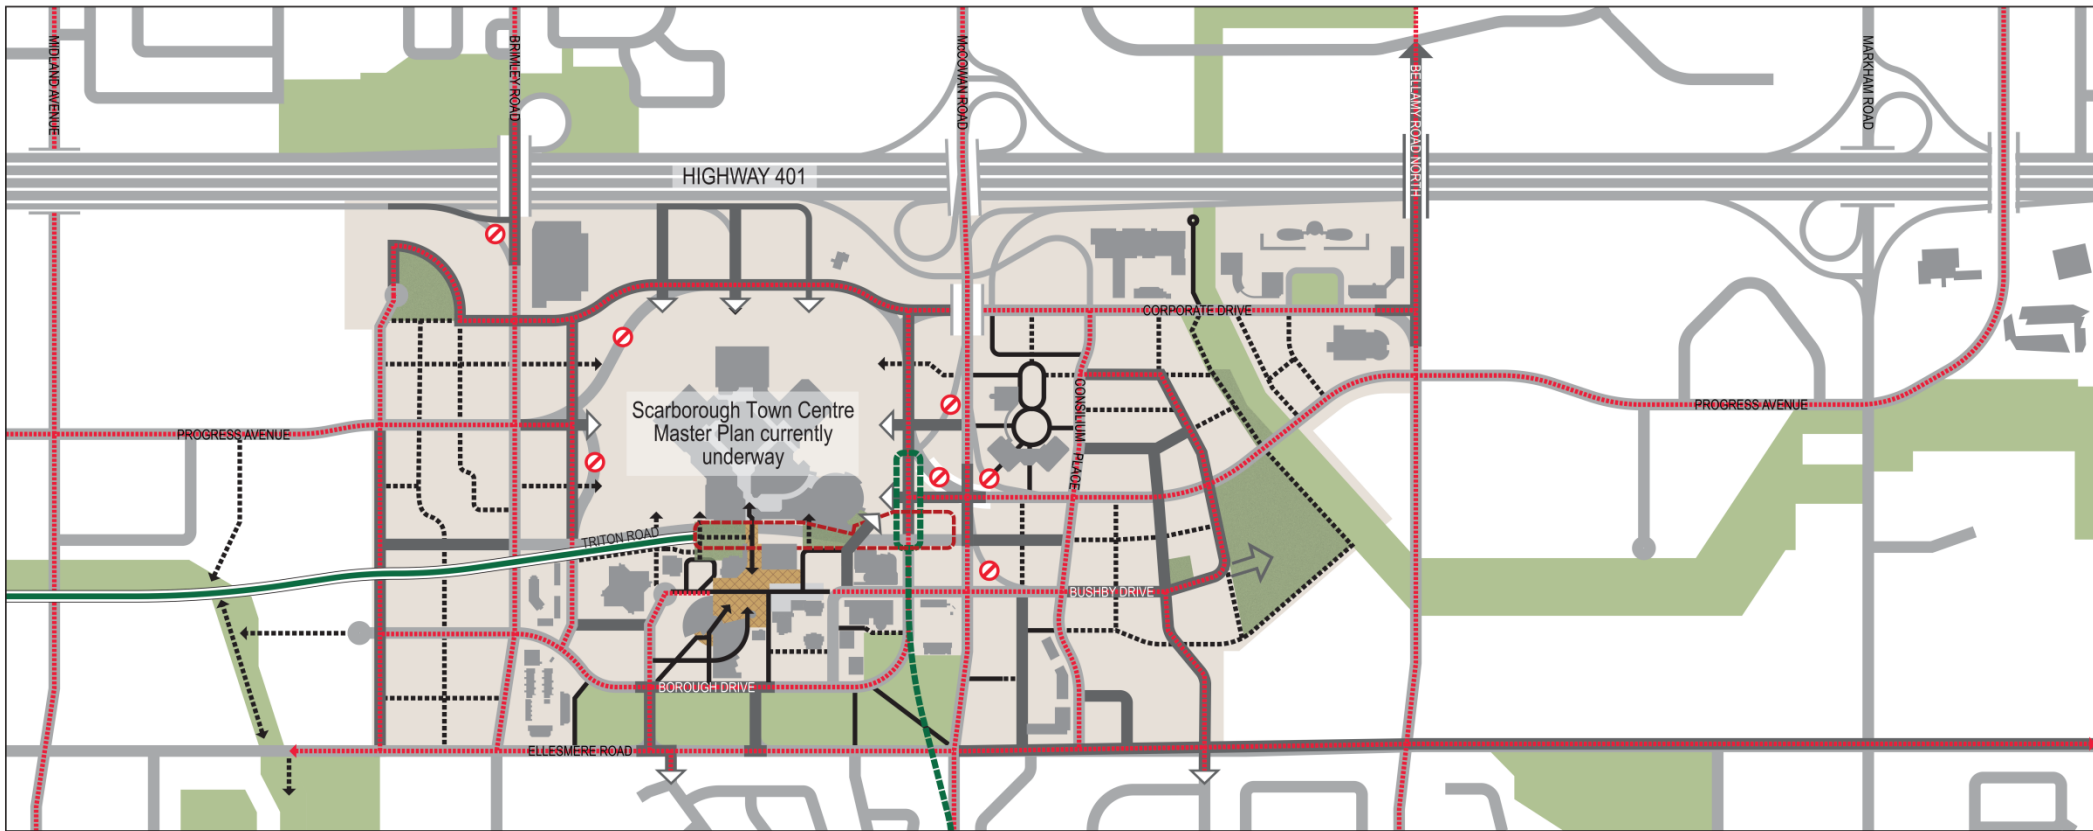 MIDLAND AVENUE
BRIMLEY ROAD
McCOWAN ROAD
BELLAMY ROAD NORTH
MARKHAM ROAD
HIGHWAY 401
CORPORATE DRIVE
Scarborough Town Centre
Master Plan currently
underway
CONSILIUM PLACE
PROGRESS AVENUE
PROGRESS AVENUE
TRITON ROAD
BUSHBY DRIVE
BOROUGH DRIVE
ELLESMERE ROAD